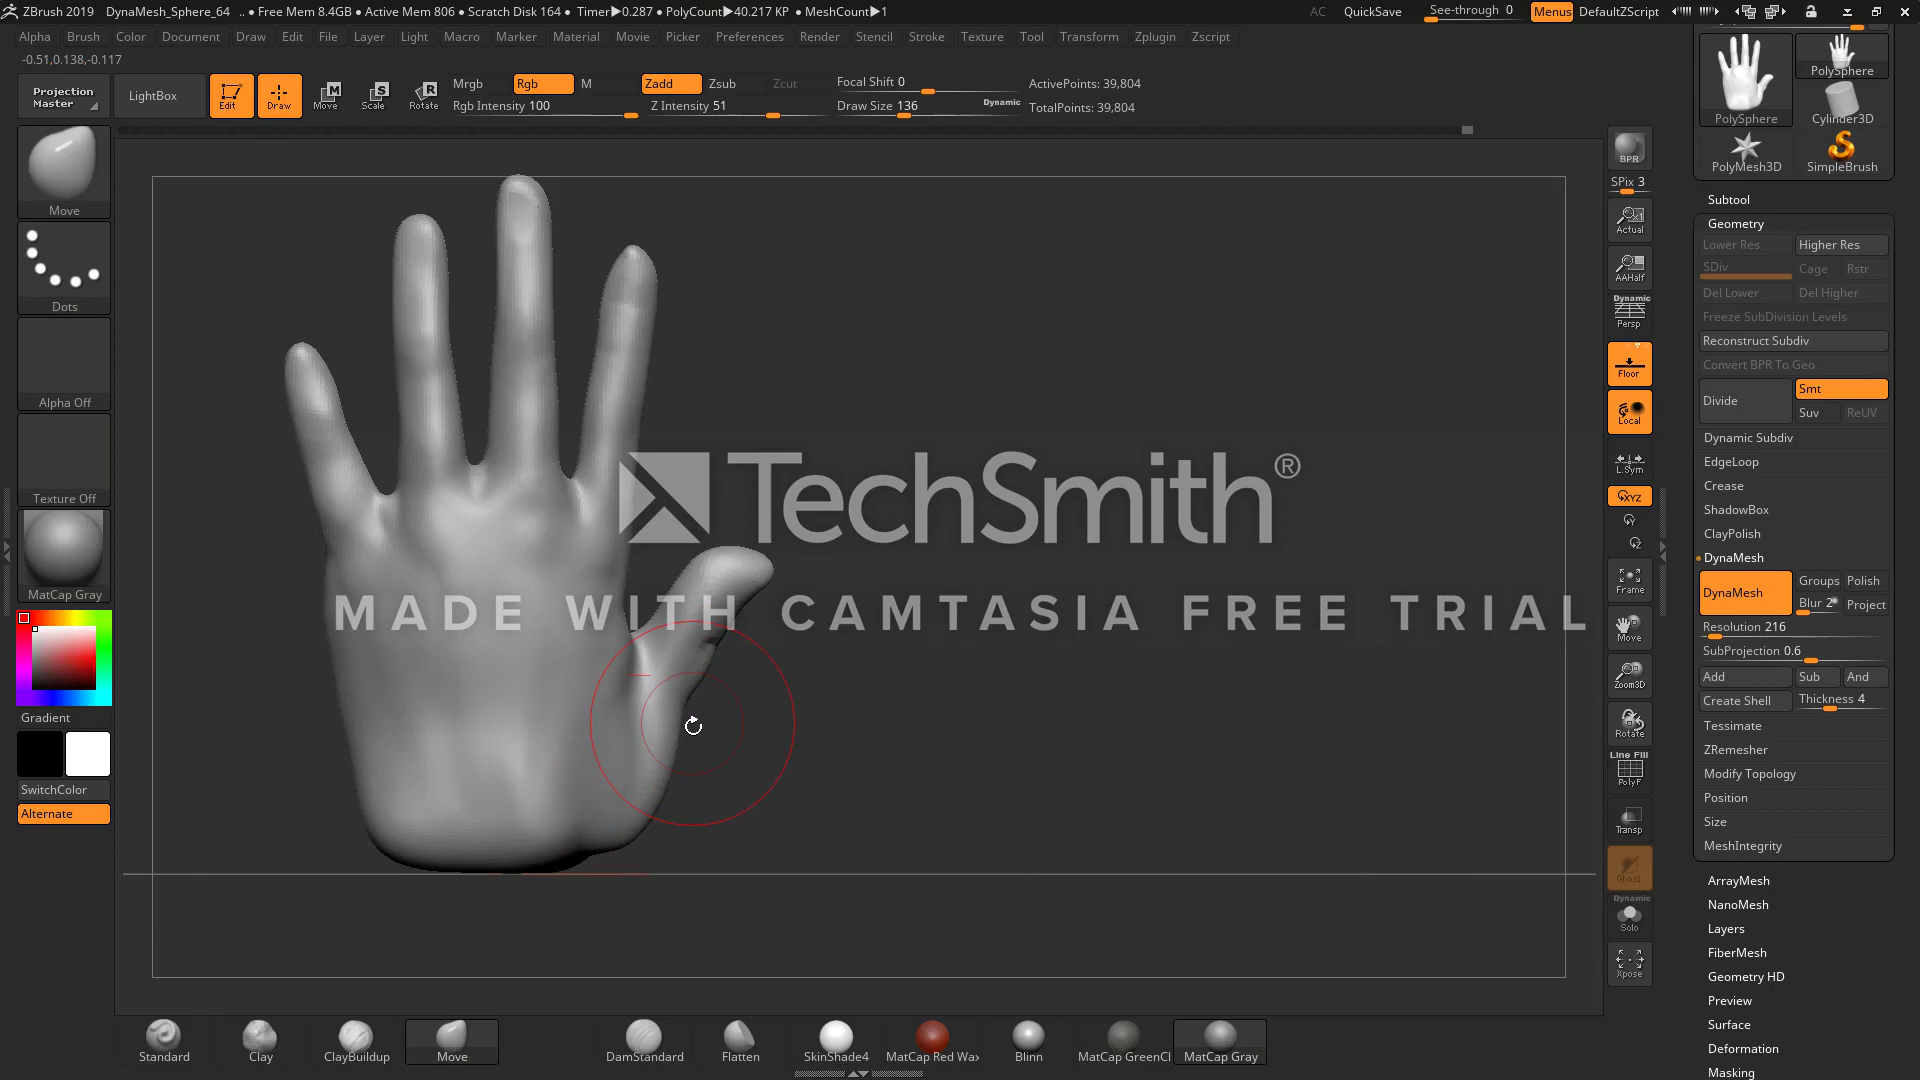 ZBrush 2019 DynaMesh_Sphere_64 .. ● Free Mem 8.4GB ● Active Mem 806 ● Scratch Disk 164 ● Timer▶0.287 ● PolyCount▶40.217 KP ● MeshCount▶1 AC QuickSave See-through 0 Menus DefaultZScript
Alpha Brush Color Document Draw Edit File Layer Light Macro Marker Material Movie Picker Preferences Render Stencil Stroke Texture Tool Transform Zplugin Zscript
-0.51,0.138,-0.117
Projection Master
LightBox
Edit
Draw
Move
Scale
Rotate
Mrgb Rgb M
Rgb Intensity 100
Zadd Zsub Zcut
Z Intensity 51
Focal Shift 0
Draw Size 136
Dynamic
ActivePoints: 39,804
TotalPoints: 39,804
Move
Dots
Alpha Off
Texture Off
MatCap Gray
Gradient
SwitchColor
Alternate
TechSmith®
MADE WITH CAMTASIA FREE TRIAL
BPR
SPix 3
Actual
AAHalf
Dynamic
Persp
Floor
Local
L.Sym
XYZ
Y
Z
Frame
Move
Zoom3D
Rotate
Line Fill
PolyF
Transp
Ghost
Dynamic
Solo
Xpose
PolySphere
PolySphere
Cylinder3D
PolyMesh3D
SimpleBrush
Subtool
Geometry
Lower Res Higher Res
SDiv Cage Rstr
Del Lower Del Higher
Freeze SubDivision Levels
Reconstruct Subdiv
Convert BPR To Geo
Divide Smt
Suv ReUV
Dynamic Subdiv
EdgeLoop
Crease
ShadowBox
ClayPolish
DynaMesh
DynaMesh Groups Polish
Blur 2 Project
Resolution 216
SubProjection 0.6
Add Sub And
Create Shell Thickness 4
Tessimate
ZRemesher
Modify Topology
Position
Size
MeshIntegrity
ArrayMesh
NanoMesh
Layers
FiberMesh
Geometry HD
Preview
Surface
Deformation
Masking
Standard Clay ClayBuildup Move DamStandard Flatten SkinShade4 MatCap Red Wax Blinn MatCap GreenCl MatCap Gray